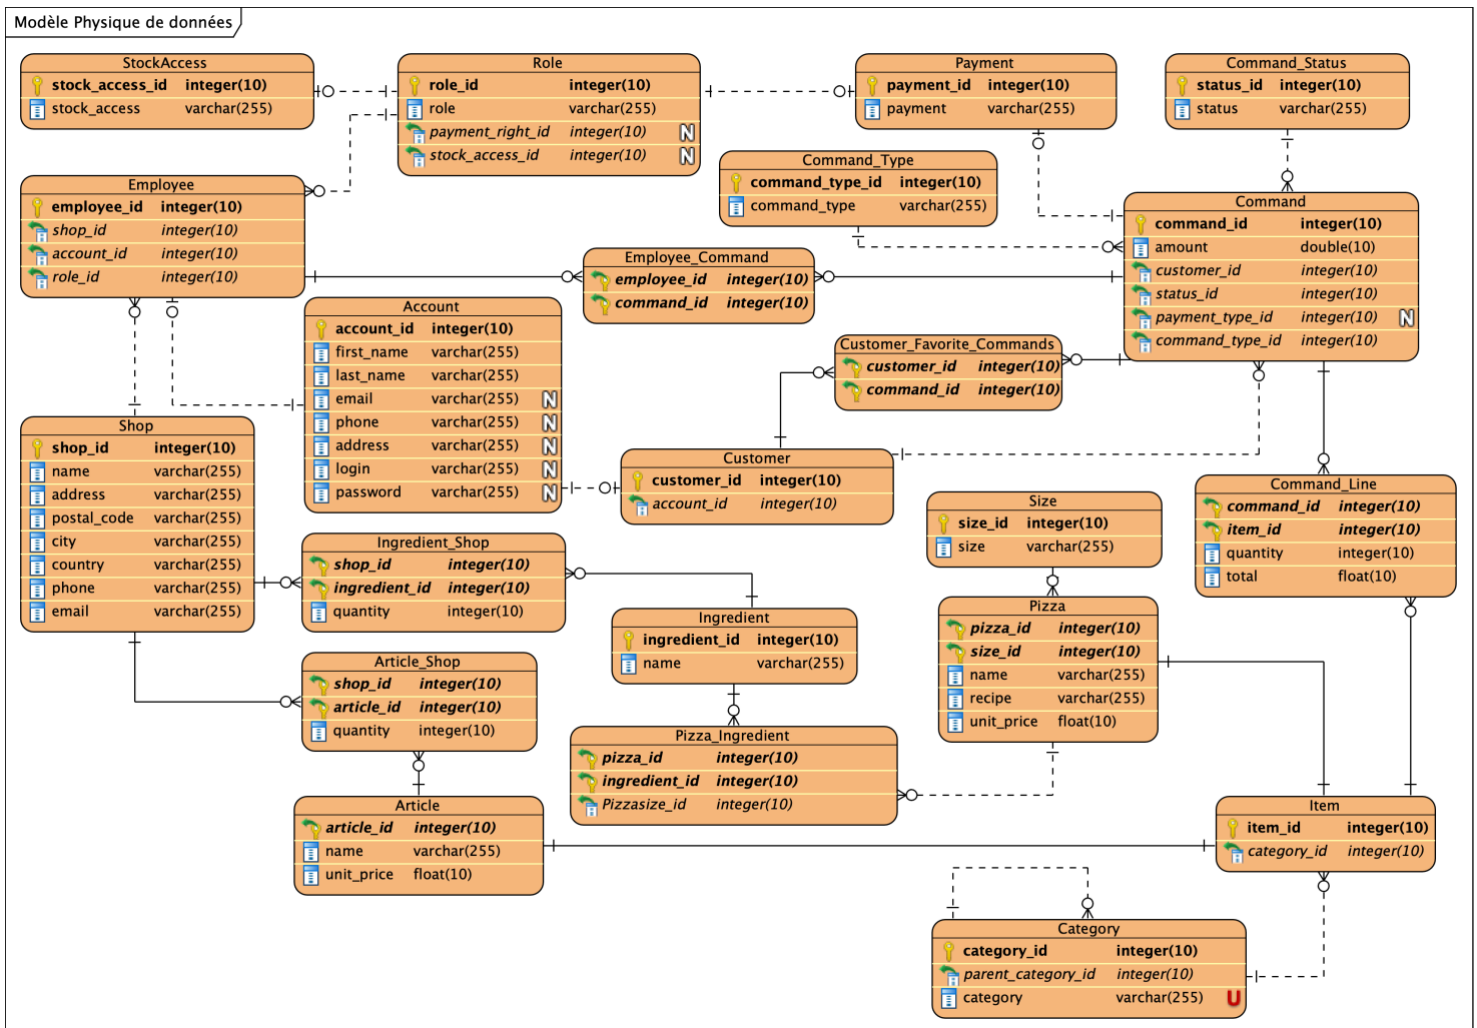 Modèle Physique de données
StockAccess
stock_access_id integer(10)
stock_access varchar(255)
Role
role_id integer(10)
role varchar(255)
payment_right_id integer(10) N
stock_access_id integer(10) N
Payment
payment_id integer(10)
payment varchar(255)
Command_Status
status_id integer(10)
status varchar(255)
Command_Type
command_type_id integer(10)
command_type varchar(255)
Employee
employee_id integer(10)
shop_id integer(10)
account_id integer(10)
role_id integer(10)
Command
command_id integer(10)
amount double(10)
customer_id integer(10)
status_id integer(10)
payment_type_id integer(10) N
command_type_id integer(10)
Employee_Command
employee_id integer(10)
command_id integer(10)
Account
account_id integer(10)
first_name varchar(255)
last_name varchar(255)
email varchar(255) N
phone varchar(255) N
address varchar(255) N
login varchar(255) N
password varchar(255) N
Customer_Favorite_Commands
customer_id integer(10)
command_id integer(10)
Shop
shop_id integer(10)
name varchar(255)
address varchar(255)
postal_code varchar(255)
city varchar(255)
country varchar(255)
phone varchar(255)
email varchar(255)
Customer
customer_id integer(10)
account_id integer(10)
Size
size_id integer(10)
size varchar(255)
Command_Line
command_id integer(10)
item_id integer(10)
quantity integer(10)
total float(10)
Ingredient_Shop
shop_id integer(10)
ingredient_id integer(10)
quantity integer(10)
Ingredient
ingredient_id integer(10)
name varchar(255)
Pizza
pizza_id integer(10)
size_id integer(10)
name varchar(255)
recipe varchar(255)
unit_price float(10)
Article_Shop
shop_id integer(10)
article_id integer(10)
quantity integer(10)
Pizza_Ingredient
pizza_id integer(10)
ingredient_id integer(10)
Pizzasize_id integer(10)
Article
article_id integer(10)
name varchar(255)
unit_price float(10)
Item
item_id integer(10)
category_id integer(10)
Category
category_id integer(10)
parent_category_id integer(10)
category varchar(255) U